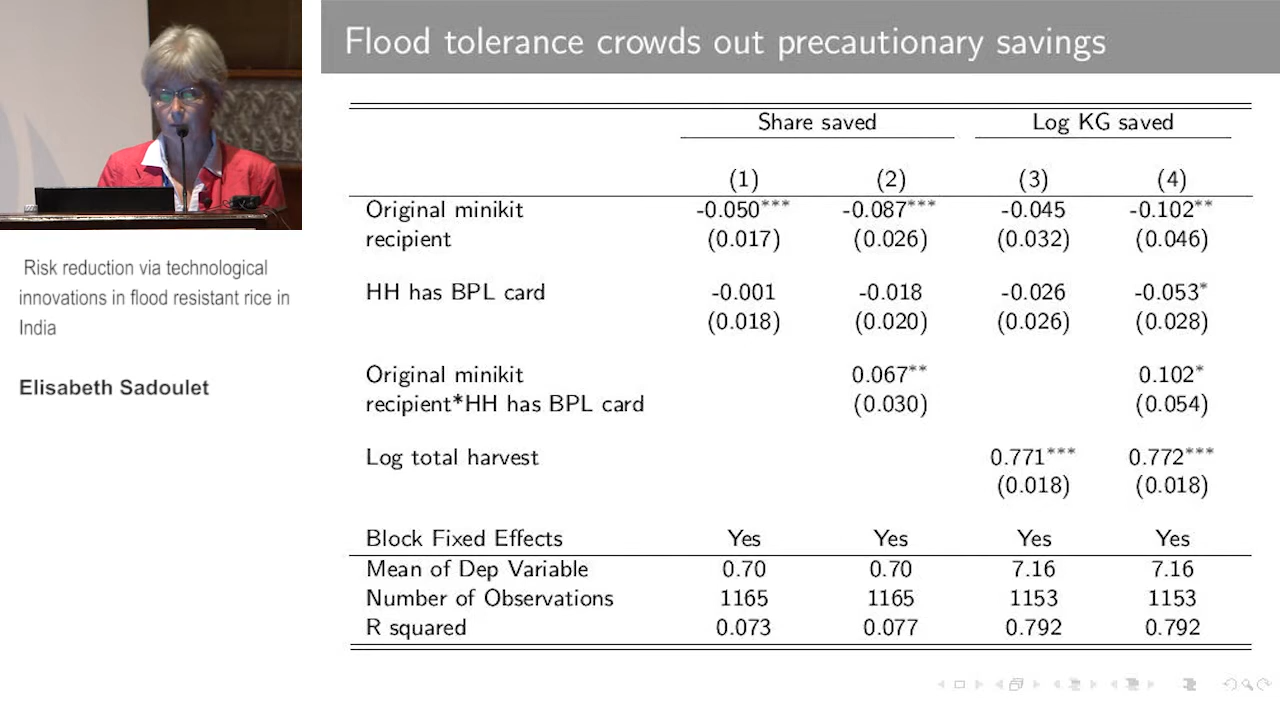 Flood tolerance crowds out precautionary savings
Risk reduction via technological
innovations in flood resistant rice in
India
Elisabeth Sadoulet
Share saved Log KG saved
(1) (2) (3) (4)
Original minikit -0.050*** -0.087*** -0.045 -0.102**
recipient (0.017) (0.026) (0.032) (0.046)
HH has BPL card -0.001 -0.018 -0.026 -0.053*
(0.018) (0.020) (0.026) (0.028)
Original minikit 0.067** 0.102*
recipient*HH has BPL card (0.030) (0.054)
Log total harvest 0.771*** 0.772***
(0.018) (0.018)
Block Fixed Effects Yes Yes Yes Yes
Mean of Dep Variable 0.70 0.70 7.16 7.16
Number of Observations 1165 1165 1153 1153
R squared 0.073 0.077 0.792 0.792